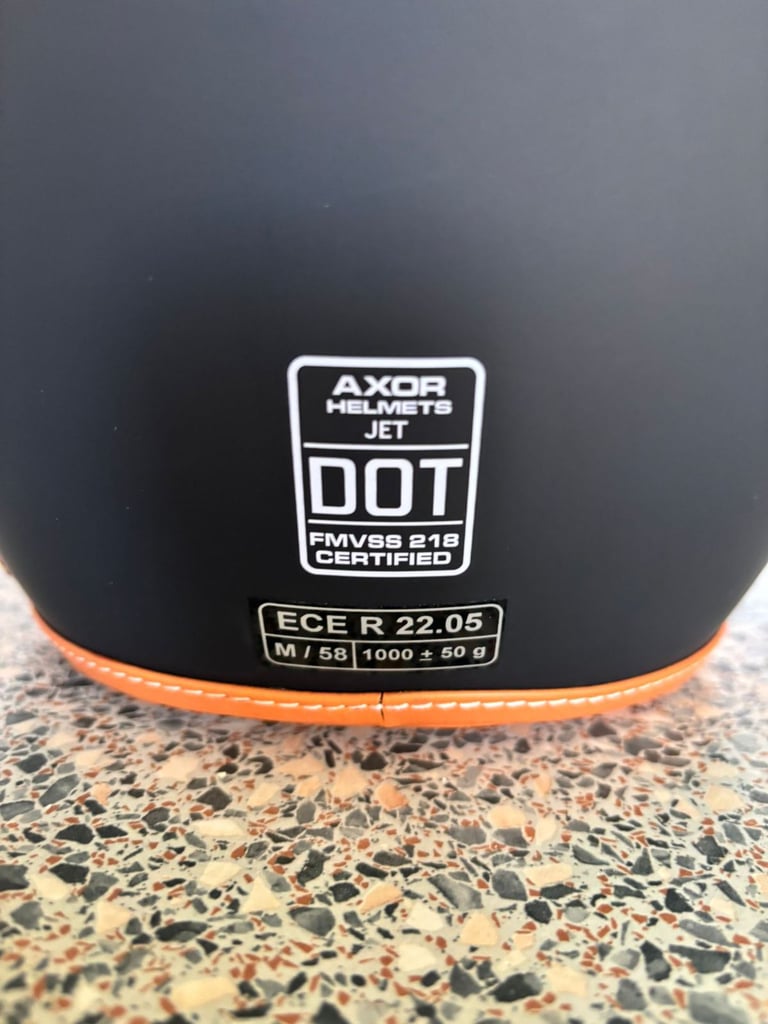 AXOR
HELMETS
JET
DOT
FMVSS 218
CERTIFIED
ECE R 22.05
M / 58 1000 ± 50 g